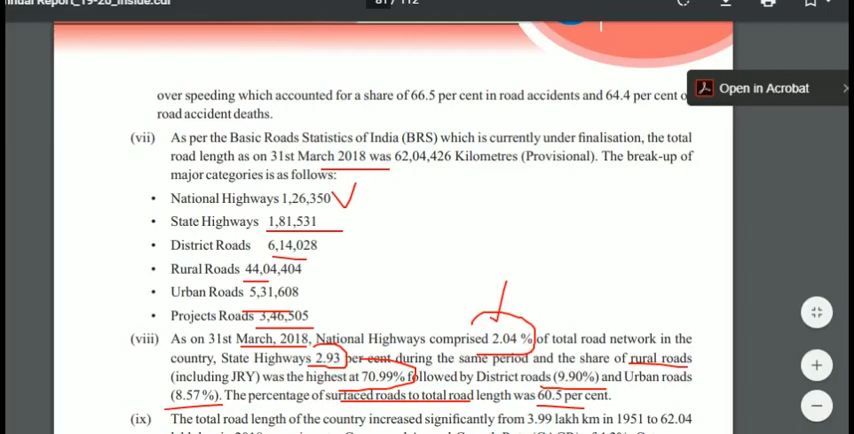 nnual Report_19-20_Inside.cdr
81 / 112
over speeding which accounted for a share of 66.5 per cent in road accidents and 64.4 per cent o
road accident deaths.
Open in Acrobat
(vii) As per the Basic Roads Statistics of India (BRS) which is currently under finalisation, the total
road length as on 31st March 2018 was 62,04,426 Kilometres (Provisional). The break-up of
major categories is as follows:
• National Highways 1,26,350
• State Highways 1,81,531
• District Roads 6,14,028
• Rural Roads 44,04,404
• Urban Roads 5,31,608
• Projects Roads 3,46,505
(viii) As on 31st March, 2018, National Highways comprised 2.04 % of total road network in the
country, State Highways 2.93 per cent during the same period and the share of rural roads
(including JRY) was the highest at 70.99% followed by District roads (9.90%) and Urban roads
(8.57 %). The percentage of surfaced roads to total road length was 60.5 per cent.
(ix) The total road length of the country increased significantly from 3.99 lakh km in 1951 to 62.04